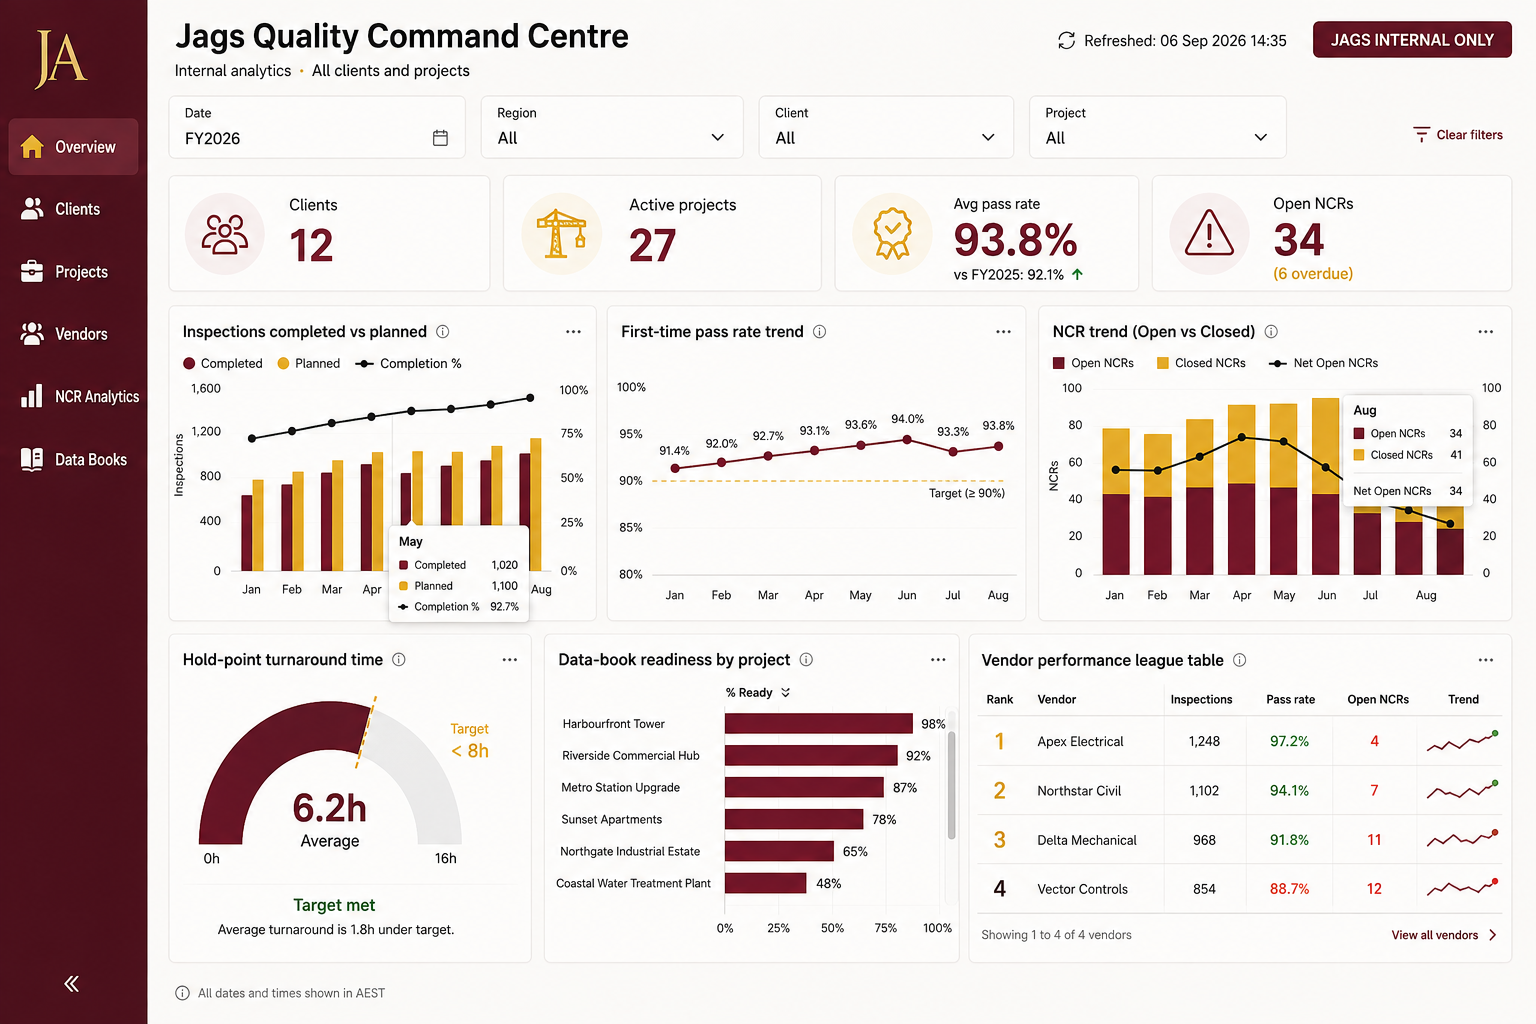 JA
Overview
Clients
Projects
Vendors
NCR Analytics
Data Books
Jags Quality Command Centre
Internal analytics • All clients and projects
Refreshed: 06 Sep 2026 14:35
JAGS INTERNAL ONLY
Date
FY2026
Region
All
Client
All
Project
All
Clear filters
Clients
12
Active projects
27
Avg pass rate
93.8%
vs FY2025: 92.1%
Open NCRs
34
(6 overdue)
Inspections completed vs planned
Completed Planned Completion %
1,600
1,200
800
400
0
Inspections
100%
75%
50%
25%
0%
Jan Feb Mar Apr Aug
May
Completed 1,020
Planned 1,100
Completion % 92.7%
First-time pass rate trend
100%
95%
90%
85%
80%
91.4% 92.0% 92.7% 93.1% 93.6% 94.0% 93.3% 93.8%
Target (≥ 90%)
Jan Feb Mar Apr May Jun Jul Aug
NCR trend (Open vs Closed)
Open NCRs Closed NCRs Net Open NCRs
100
80
60
40
20
0
NCRs
100
80
60
40
20
0
Aug
Open NCRs 34
Closed NCRs 41
Net Open NCRs 34
Jan Feb Mar Apr May Jun Jul Aug
Hold-point turnaround time
Target
< 8h
6.2h
Average
0h
16h
Target met
Average turnaround is 1.8h under target.
Data-book readiness by project
% Ready
Harbourfront Tower 98%
Riverside Commercial Hub 92%
Metro Station Upgrade 87%
Sunset Apartments 78%
Northgate Industrial Estate 65%
Coastal Water Treatment Plant 48%
0% 25% 50% 75% 100%
Vendor performance league table
Rank Vendor Inspections Pass rate Open NCRs Trend
1 Apex Electrical 1,248 97.2% 4
2 Northstar Civil 1,102 94.1% 7
3 Delta Mechanical 968 91.8% 11
4 Vector Controls 854 88.7% 12
Showing 1 to 4 of 4 vendors
View all vendors
All dates and times shown in AEST